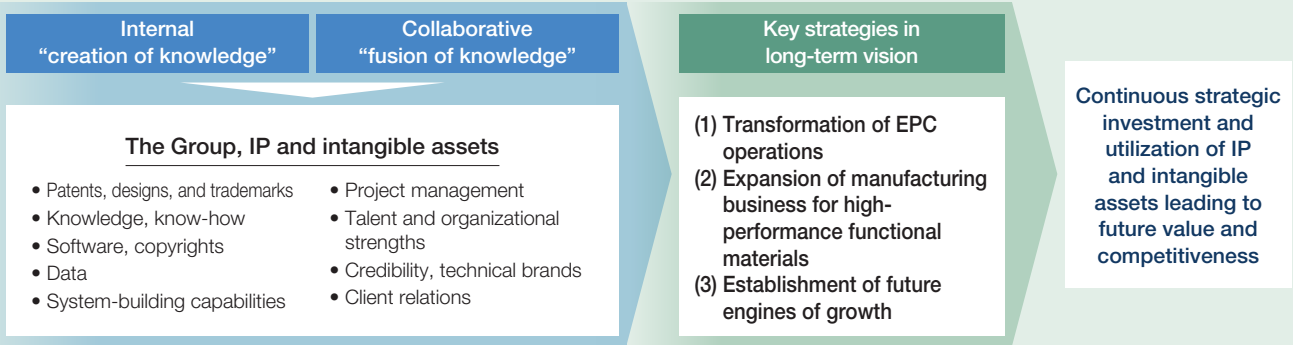 Internal
“creation of knowledge”
Collaborative
“fusion of knowledge”
The Group, IP and intangible assets
• Patents, designs, and trademarks
• Knowledge, know-how
• Software, copyrights
• Data
• System-building capabilities
• Project management
• Talent and organizational
strengths
• Credibility, technical brands
• Client relations
Key strategies in
long-term vision
(1) Transformation of EPC
operations
(2) Expansion of manufacturing
business for high-
performance functional
materials
(3) Establishment of future
engines of growth
Continuous strategic
investment and
utilization of IP
and intangible
assets leading to
future value and
competitiveness